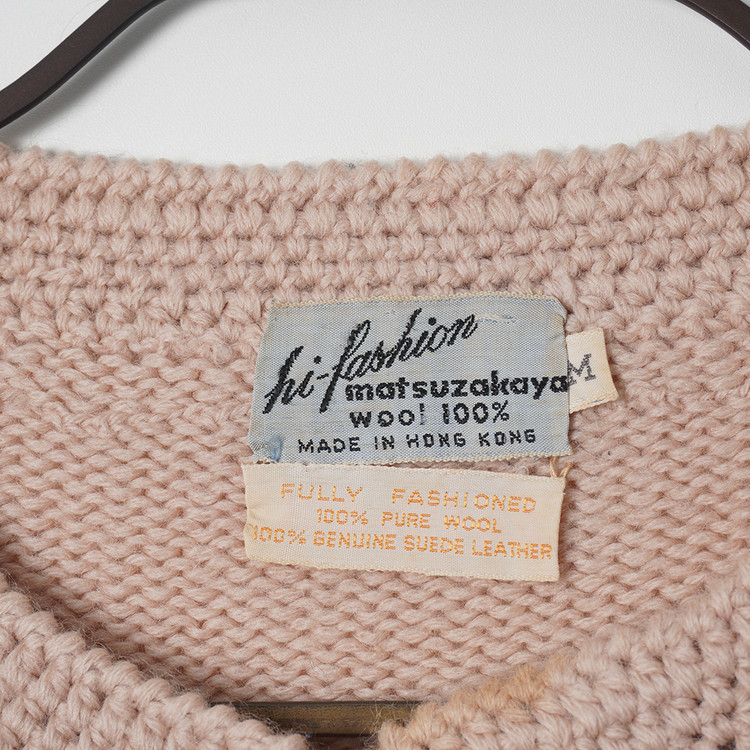 hi-fashion
matsuzakaya
wool 100%
MADE IN HONG KONG
M
FULLY FASHIONED
100% PURE WOOL
100% GENUINE SUEDE LEATHER